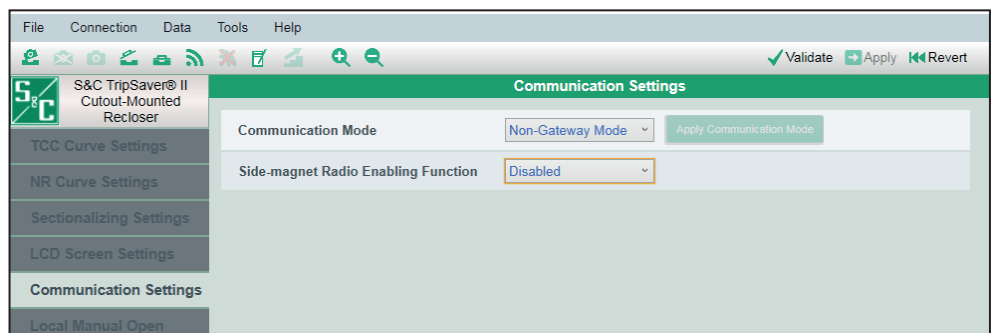 File Connection Data Tools Help
Validate Apply Revert
S&C
S&C TripSaver® II
Cutout-Mounted
Recloser
Communication Settings
TCC Curve Settings
NR Curve Settings
Sectionalizing Settings
LCD Screen Settings
Communication Settings
Local Manual Open
Communication Mode Non-Gateway Mode Apply Communication Mode
Side-magnet Radio Enabling Function Disabled